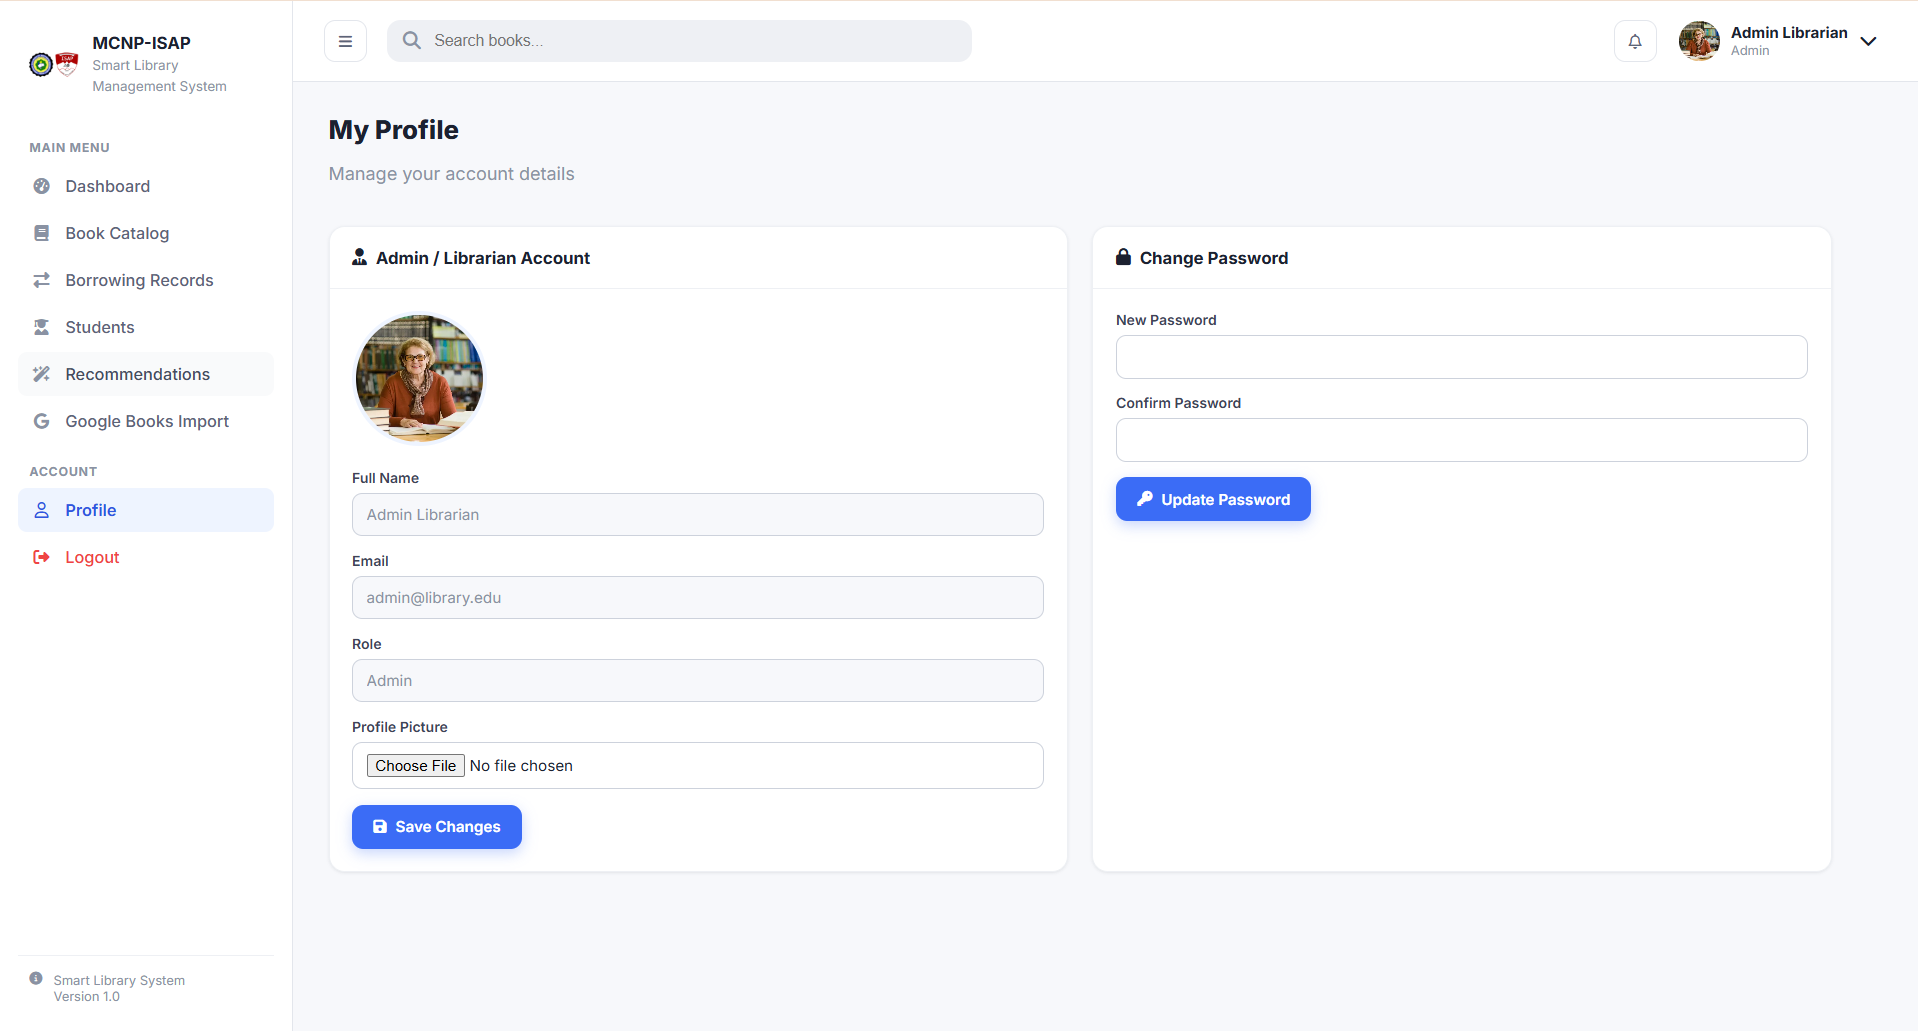 MCNP-ISAP
Smart Library
Management System
MAIN MENU
Dashboard
Book Catalog
Borrowing Records
Students
Recommendations
Google Books Import
ACCOUNT
Profile
Logout
Smart Library System
Version 1.0
Search books...
Admin Librarian
Admin
My Profile
Manage your account details
Admin / Librarian Account
Full Name
Admin Librarian
Email
admin@library.edu
Role
Admin
Profile Picture
Choose File No file chosen
Save Changes
Change Password
New Password
Confirm Password
Update Password